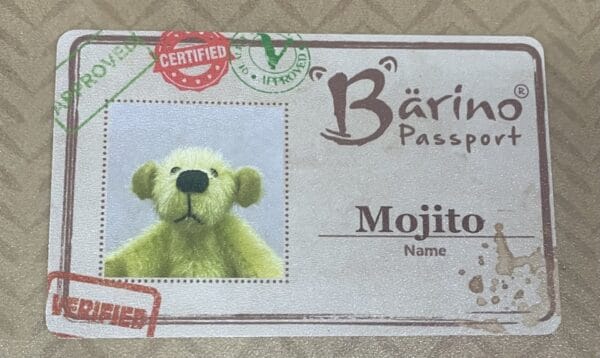 APPROVED
CERTIFIED
APPROVED
Bärino®
Passport
Mojito
Name
VERIFIED